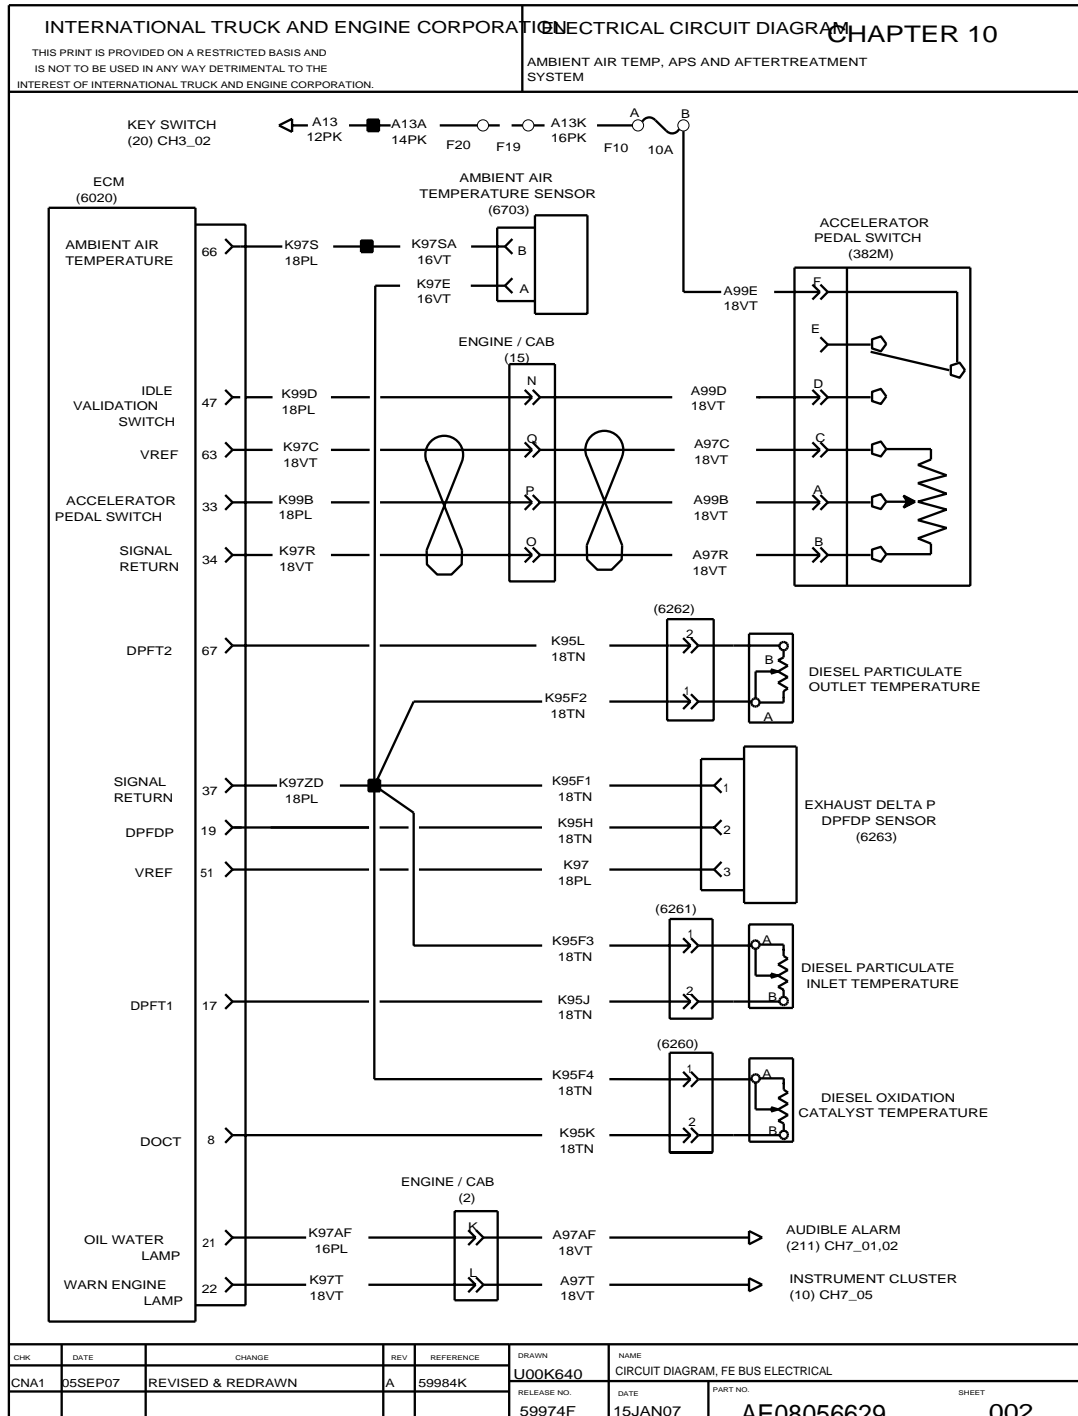 INTERNATIONAL TRUCK AND ENGINE CORPORATION
THIS PRINT IS PROVIDED ON A RESTRICTED BASIS AND
IS NOT TO BE USED IN ANY WAY DETRIMENTAL TO THE
INTEREST OF INTERNATIONAL TRUCK AND ENGINE CORPORATION.
ELECTRICAL CIRCUIT DIAGRAM
CHAPTER 10
AMBIENT AIR TEMP, APS AND AFTERTREATMENT
SYSTEM
KEY SWITCH
(20) CH3_02
A13
12PK
A13A
14PK
F20
F19
A13K
16PK
A
B
F10
10A
ECM
(6020)
AMBIENT AIR
TEMPERATURE SENSOR
(6703)
ACCELERATOR
PEDAL SWITCH
(382M)
AMBIENT AIR
TEMPERATURE
66
K97S
18PL
K97SA
16VT
B
K97E
16VT
A
A99E
18VT
F
E
ENGINE / CAB
(15)
IDLE
VALIDATION
SWITCH
47
K99D
18PL
N
A99D
18VT
D
VREF
63
K97C
18VT
Q
A97C
18VT
C
ACCELERATOR
PEDAL SWITCH
33
K99B
18PL
P
A99B
18VT
A
SIGNAL
RETURN
34
K97R
18VT
O
A97R
18VT
B
(6262)
DPFT2
67
K95L
18TN
2
B
DIESEL PARTICULATE
OUTLET TEMPERATURE
K95F2
18TN
1
A
SIGNAL
RETURN
37
K97ZD
18PL
K95F1
18TN
1
EXHAUST DELTA P
DPFDP SENSOR
(6263)
DPFDP
19
K95H
18TN
2
VREF
51
K97
18PL
3
(6261)
K95F3
18TN
1
A
DIESEL PARTICULATE
INLET TEMPERATURE
DPFT1
17
K95J
18TN
2
B
(6260)
K95F4
18TN
1
A
DIESEL OXIDATION
CATALYST TEMPERATURE
DOCT
8
K95K
18TN
2
B
ENGINE / CAB
(2)
OIL WATER
LAMP
21
K97AF
16PL
K
A97AF
18VT
AUDIBLE ALARM
(211) CH7_01,02
WARN ENGINE
LAMP
22
K97T
18VT
L
A97T
18VT
INSTRUMENT CLUSTER
(10) CH7_05
CHK DATE CHANGE REV REFERENCE
CNA1 05SEP07 REVISED & REDRAWN A 59984K
DRAWN
U00K640
NAME
CIRCUIT DIAGRAM, FE BUS ELECTRICAL
RELEASE NO.
59974F
DATE
15JAN07
PART NO.
AE08056629
SHEET
002